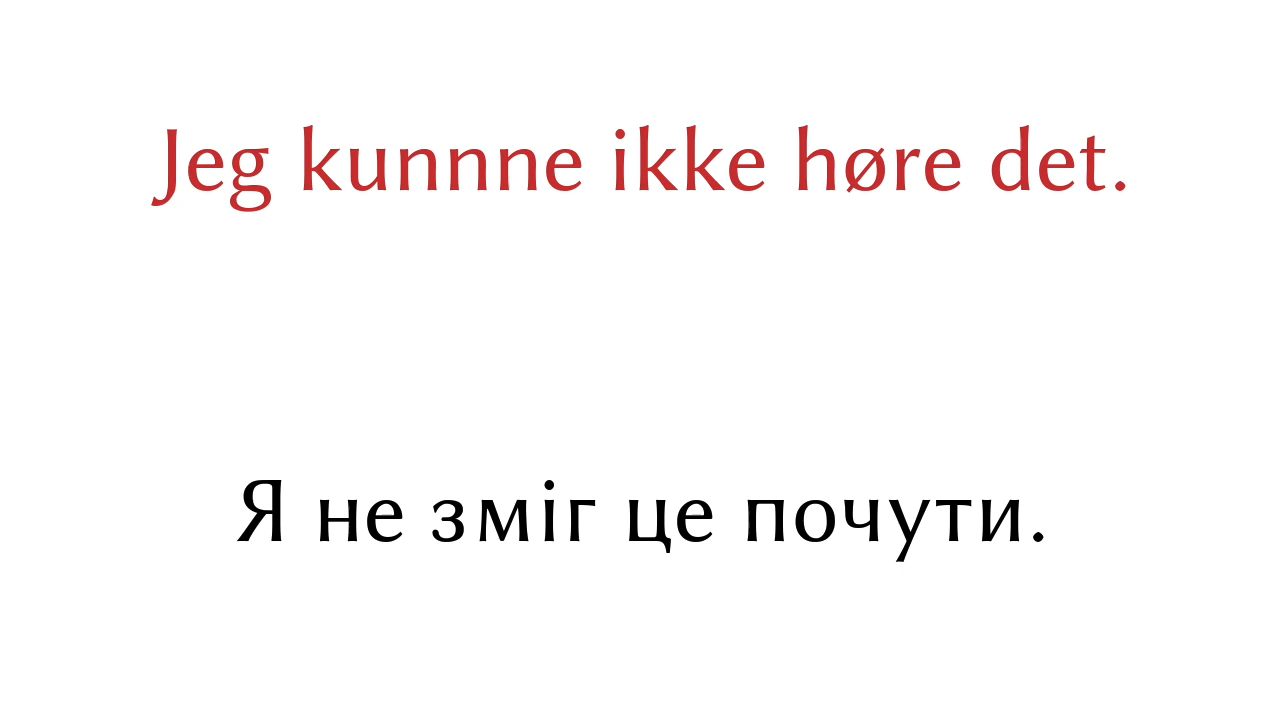 Jeg kunnne ikke høre det.
Я не зміг це почути.